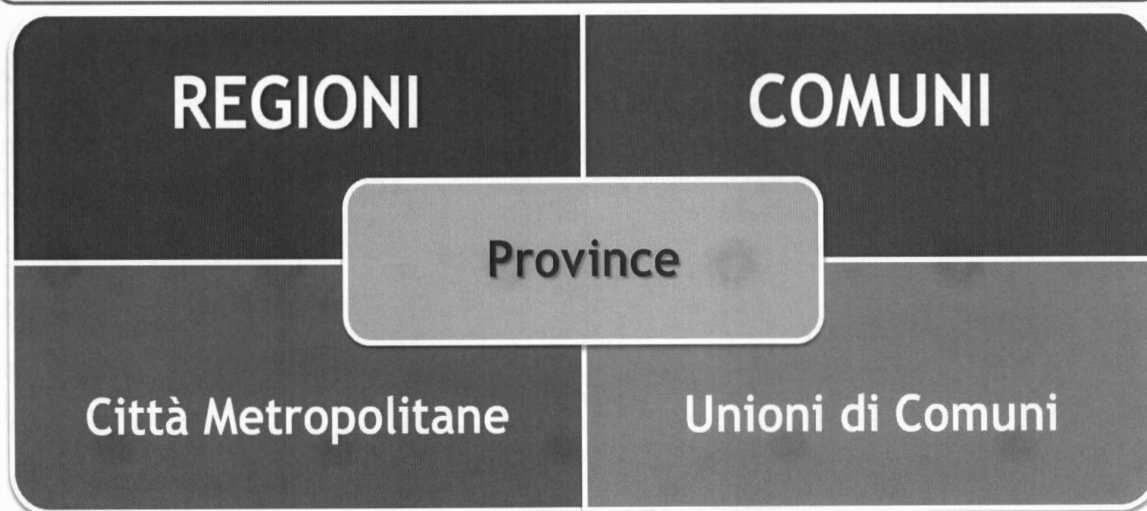 REGIONI
COMUNI
Province
Città Metropolitane
Unioni di Comuni